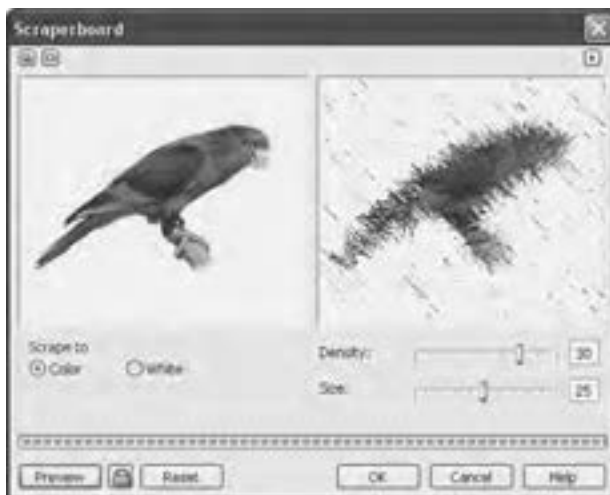 Scraperboard
Scrape to
Color
White
Density: 30
Size: 25
Preview
Reset
OK
Cancel
Help